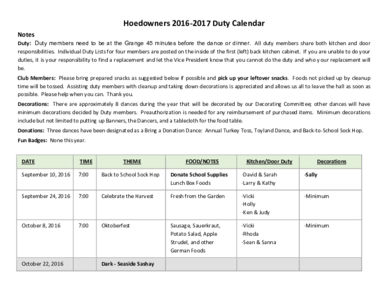 Hoedowners 2016-2017 Duty Calendar
Notes
Duty: Duty members need to be at the Grange 45 minutes before the dance or dinner. All duty members share both kitchen and door
responsibilities. Individual Duty Lists for four members are posted on the inside of the first (left) back kitchen cabinet. If you are unable to do your
duties, it is your responsibility to find a replacement and let the Vice President know that you cannot do the duty and who your replacement will
be.
Club Members: Please bring prepared snacks as suggested below if possible and pick up your leftover snacks. Foods not picked up by cleanup
time will be tossed. Assisting duty members with cleanup and taking down decorations is appreciated and allows us all to leave the hall as soon as
possible. Please help when you can. Thank you.
Decorations: There are approximately 8 dances during the year that will be decorated by our Decorating Committee; other dances will have
minimum decorations decided by Duty members. Preauthorization is needed for any reimbursement of purchased items. Minimum decorations
include but not limited to putting up Banners, the Dancers, and a tablecloth for the food table.
Donations: Three dances have been designated as a Bring a Donation Dance: Annual Turkey Toss, Toyland Dance, and Back-to-School Sock Hop.
Fun Badges: None this year.
DATE TIME THEME FOOD/NOTES Kitchen/Door Duty Decorations
September 10, 2016 7:00 Back to School Sock Hop Donate School Supplies -David & Sarah -Sally
Lunch Box Foods -Larry & Kathy
September 24, 2016 7:00 Celebrate the Harvest Fresh from the Garden -Vicki -Minimum
-Holly
-Ken & Judy
October 8, 2016 7:00 Oktoberfest Sausage, Sauerkraut, -Vicki -Minimum
Potato Salad, Apple -Rhoda
Strudel, and other -Sean & Sanna
German Foods
October 22, 2016 Dark - Seaside Sashay